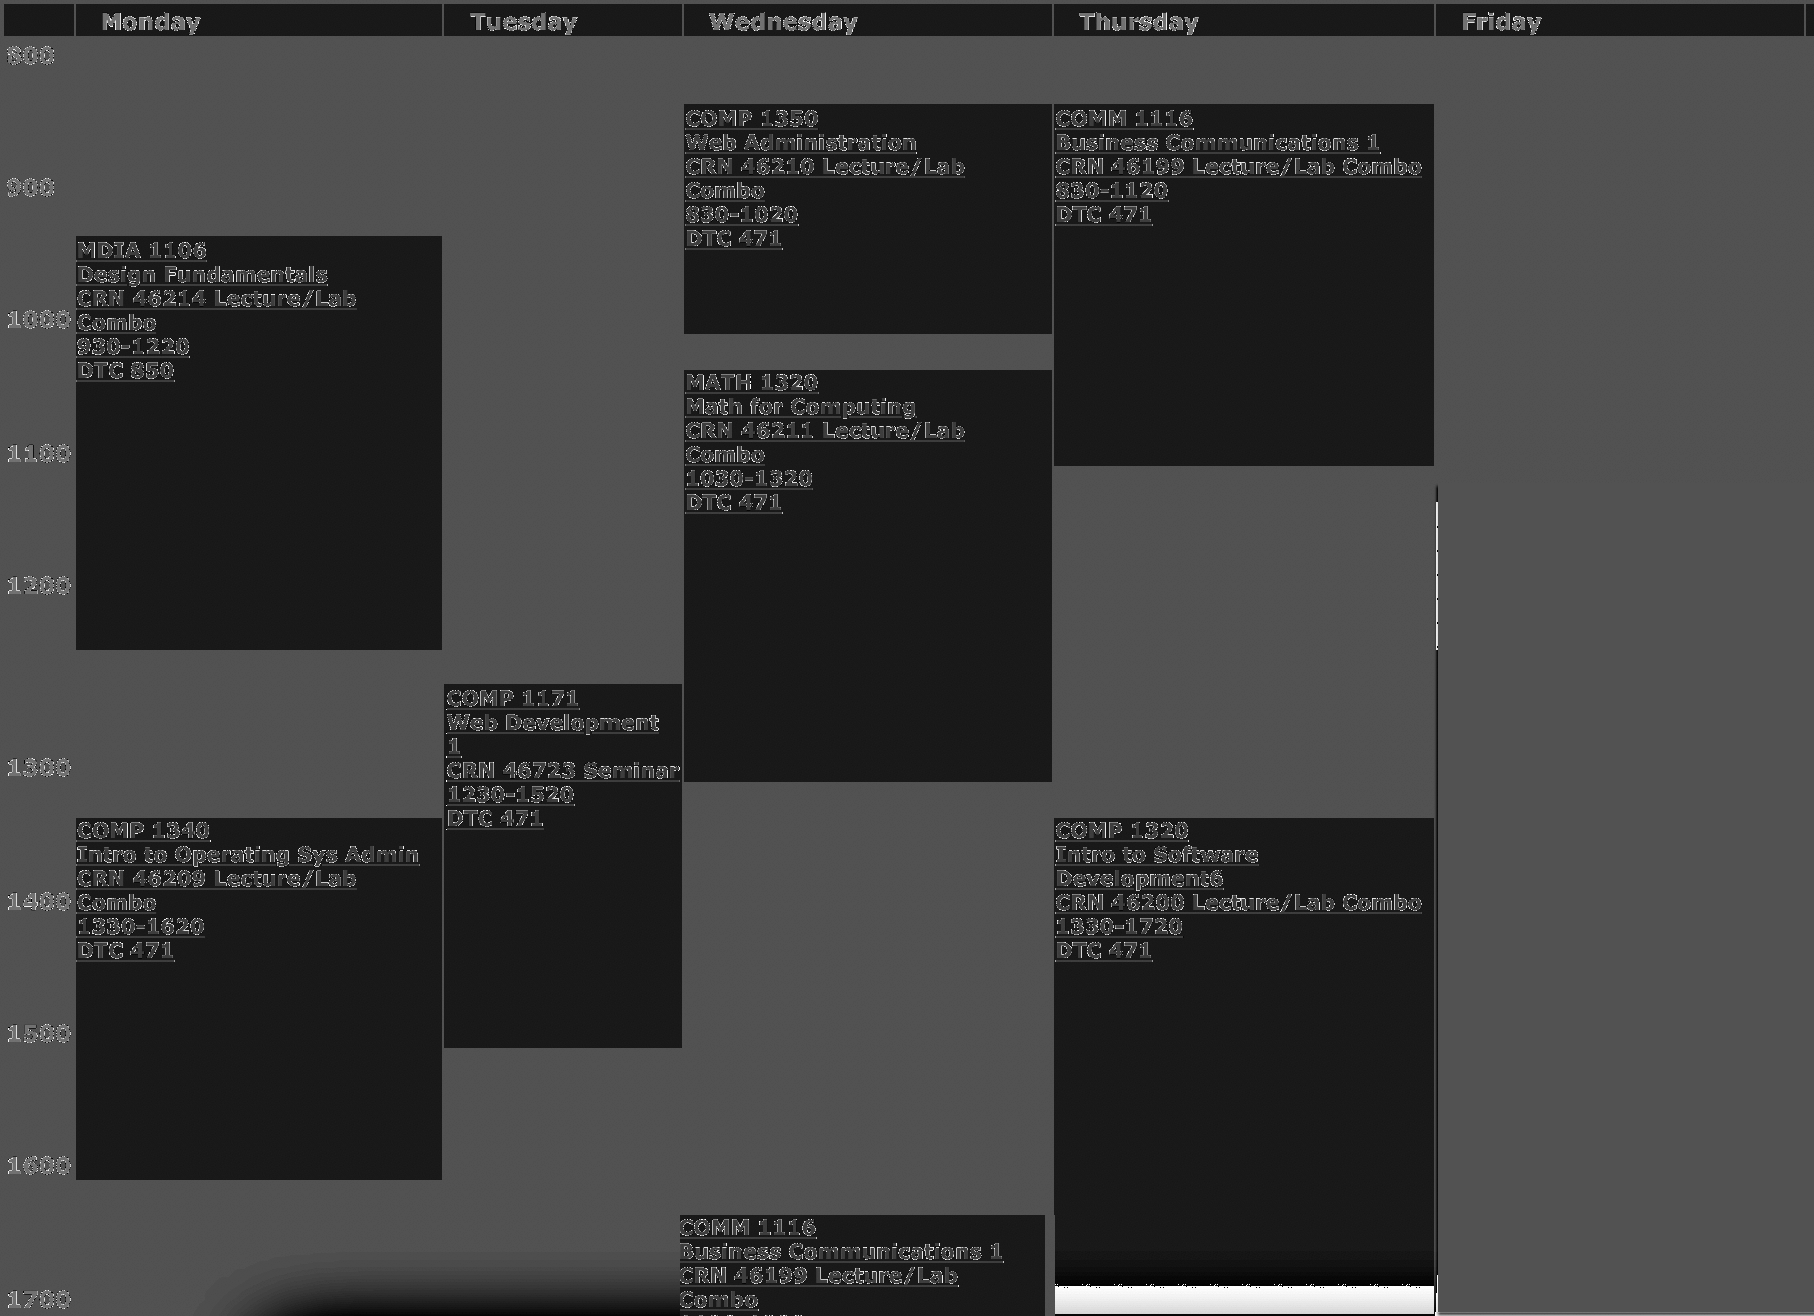 Monday Tuesday Wednesday Thursday Friday
800
900
1000
1100
1200
1300
1400
1500
1600
1700
MDIA 1106
Design Fundamentals
CRN 46214 Lecture/Lab
Combo
930-1220
DTC 850
COMP 1340
Intro to Operating Sys Admin
CRN 46209 Lecture/Lab
Combo
1330-1620
DTC 471
COMP 1171
Web Development
1
CRN 46723 Seminar
1230-1520
DTC 471
COMP 1350
Web Administration
CRN 46210 Lecture/Lab
Combo
830-1020
DTC 471
MATH 1320
Math for Computing
CRN 46211 Lecture/Lab
Combo
1030-1320
DTC 471
COMM 1116
Business Communications 1
CRN 46199 Lecture/Lab
Combo
COMM 1116
Business Communications 1
CRN 46199 Lecture/Lab Combo
830-1120
DTC 471
COMP 1320
Intro to Software
Development6
CRN 46200 Lecture/Lab Combo
1330-1720
DTC 471